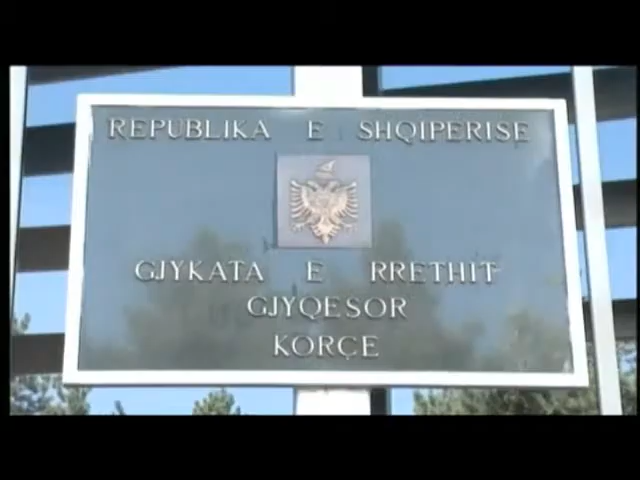 REPUBLIKA E SHQIPERISE
GJYKATA E RRETHIT
GJYQESOR
KORÇE